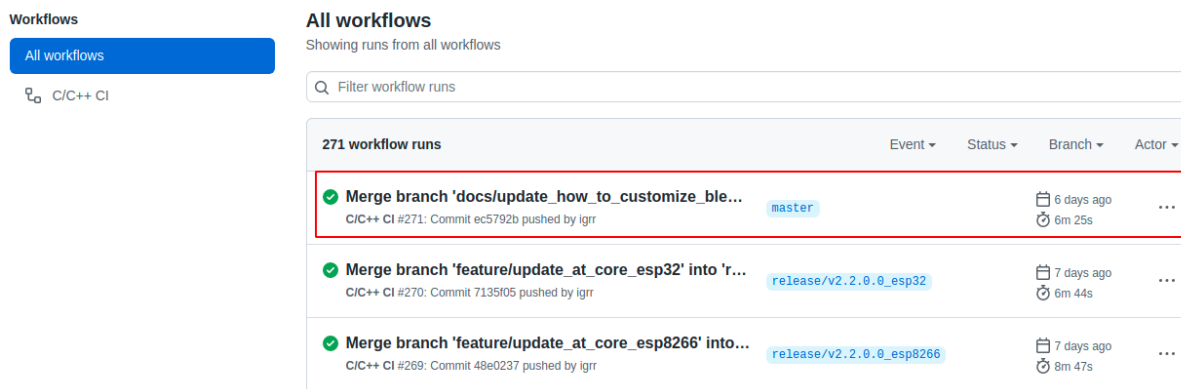 Workflows
All workflows
C/C++ CI
All workflows
Showing runs from all workflows
Filter workflow runs
271 workflow runs Event Status Branch Actor
Merge branch 'docs/update_how_to_customize_ble... master 6 days ago
C/C++ CI #271: Commit ec5792b pushed by igrr 6m 25s
Merge branch 'feature/update_at_core_esp32' into 'r... release/v2.2.0.0_esp32 7 days ago
C/C++ CI #270: Commit 7135f05 pushed by igrr 6m 44s
Merge branch 'feature/update_at_core_esp8266' into... release/v2.2.0.0_esp8266 7 days ago
C/C++ CI #269: Commit 48e0237 pushed by igrr 8m 47s